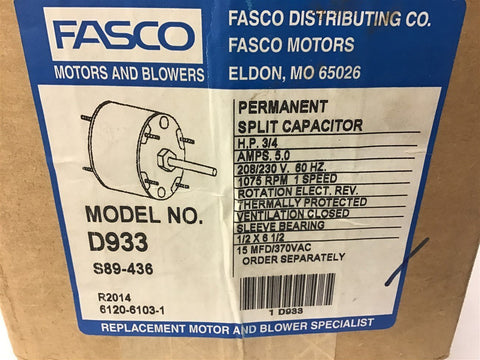 FASCO
MOTORS AND BLOWERS
FASCO DISTRIBUTING CO.
FASCO MOTORS
ELDON, MO 65026
MODEL NO.
D933
S89-436
R2014
6120-6103-1
PERMANENT
SPLIT CAPACITOR
H.P. 3/4
AMPS. 5.0
208/230 V. 60 HZ.
1075 RPM 1 SPEED
ROTATION ELECT. REV.
THERMALLY PROTECTED
VENTILATION CLOSED
SLEEVE BEARING
1/2 X 6 1/2
15 MFD/370VAC
ORDER SEPARATELY
1 D933
REPLACEMENT MOTOR AND BLOWER SPECIALIST